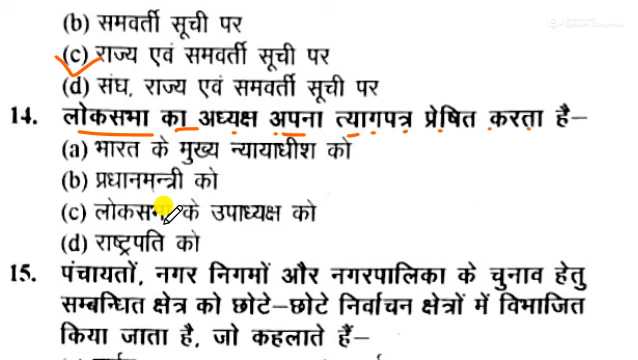 (b) समवर्ती सूची पर
(c) राज्य एवं समवर्ती सूची पर
(d) संघ, राज्य एवं समवर्ती सूची पर
14. लोकसभा का अध्यक्ष अपना त्यागपत्र प्रेषित करता है–
(a) भारत के मुख्य न्यायाधीश को
(b) प्रधानमन्त्री को
(c) लोकसभा के उपाध्यक्ष को
(d) राष्ट्रपति को
15. पंचायतों, नगर निगमों और नगरपालिका के चुनाव हेतु
सम्बन्धित क्षेत्र को छोटे-छोटे निर्वाचन क्षेत्रों में विभाजित
किया जाता है, जो कहलाते हैं–